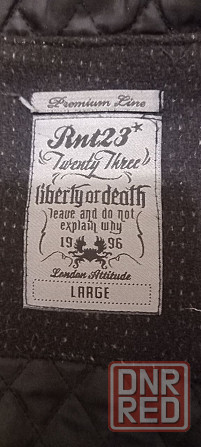 Premium Line
Rnt23*
"Twenty Three"
liberty or death
leave and do not
explain why
19 96
London Attitude
LARGE
DNR
RED